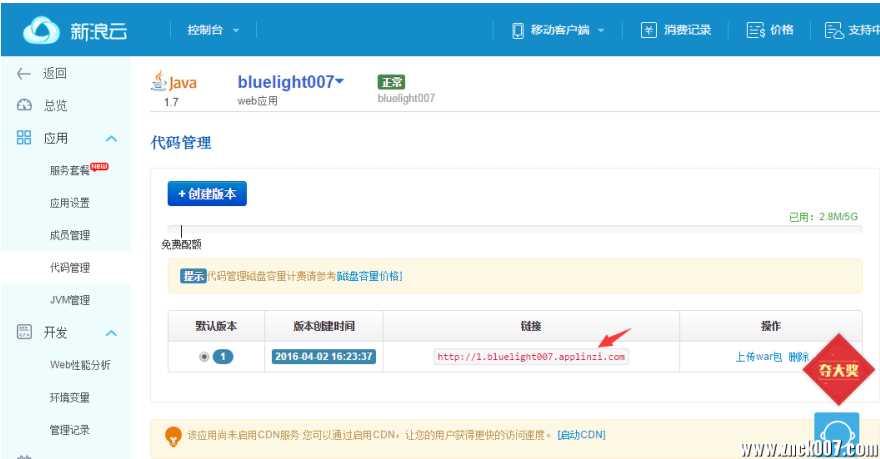 新浪云
控制台
移动客户端
消费记录
价格
支持中
返回
总览
应用
服务套餐 NEW
应用设置
成员管理
代码管理
JVM管理
开发
Web性能分析
环境变量
管理记录
Java
1.7
bluelight007
web应用
正常
bluelight007
代码管理
+ 创建版本
已用：2.8M/5G
免费配额
提示 代码管理磁盘容量计费请参考[磁盘容量价格]
默认版本 版本创建时间 链接 操作
1 2016-04-02 16:23:37 http://1.bluelight007.applinzi.com 上传war包 删除
夺大奖
该应用尚未启用CDN服务 您可以通过启用CDN，让您的用户获得更快的访问速度。 [启动CDN]
www.znck007.com